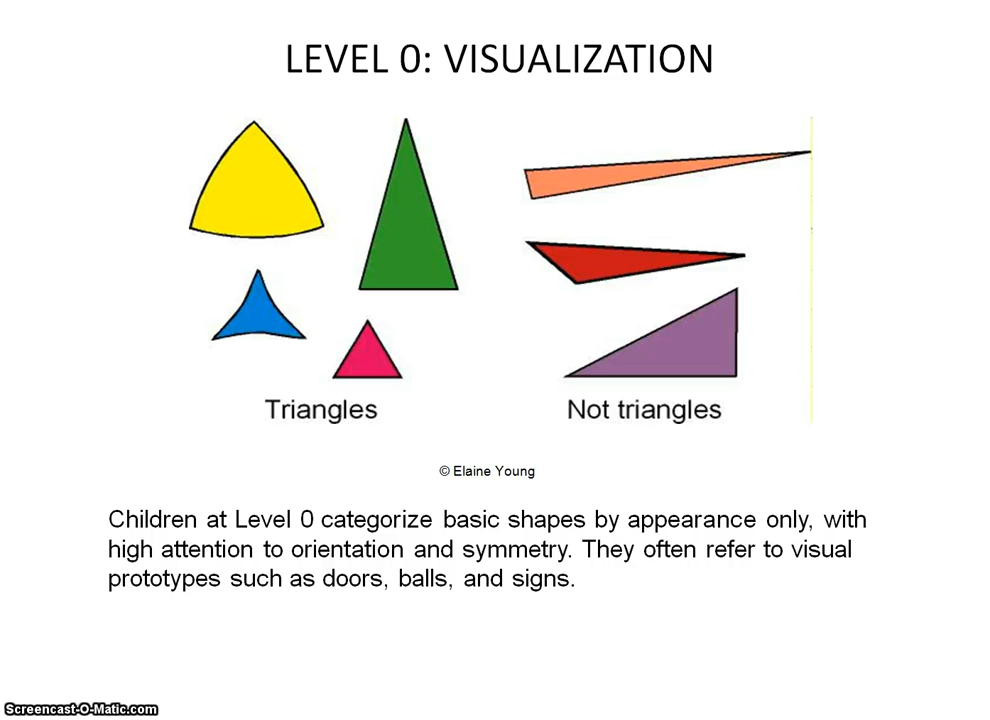 LEVEL 0: VISUALIZATION
Triangles
Not triangles
© Elaine Young
Children at Level 0 categorize basic shapes by appearance only, with
high attention to orientation and symmetry. They often refer to visual
prototypes such as doors, balls, and signs.
Screencast-O-Matic.com